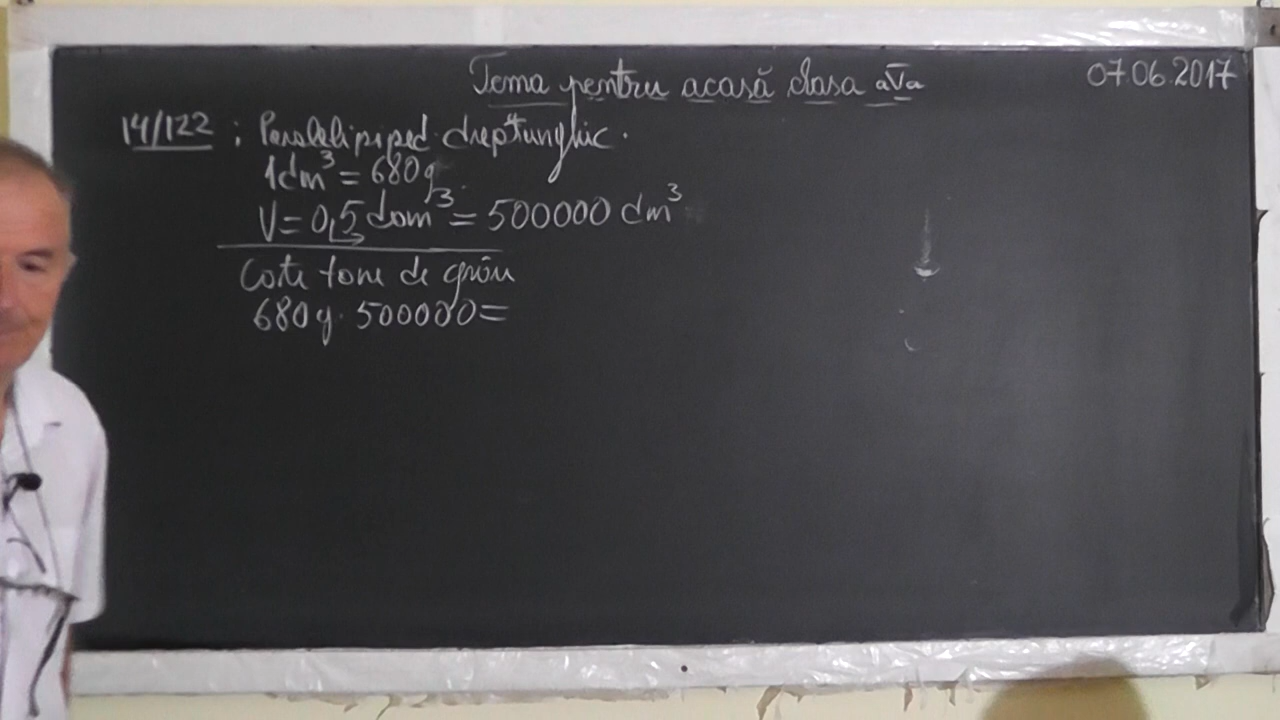 Tema pentru acasă clasa aVa
07.06.2017
14/122 ; Paralelipiped dreptunghic.
1dm³ = 680g.
V = 0,5 dam³ = 500000 dm³
Câte tone de grâu
680g · 500000 =